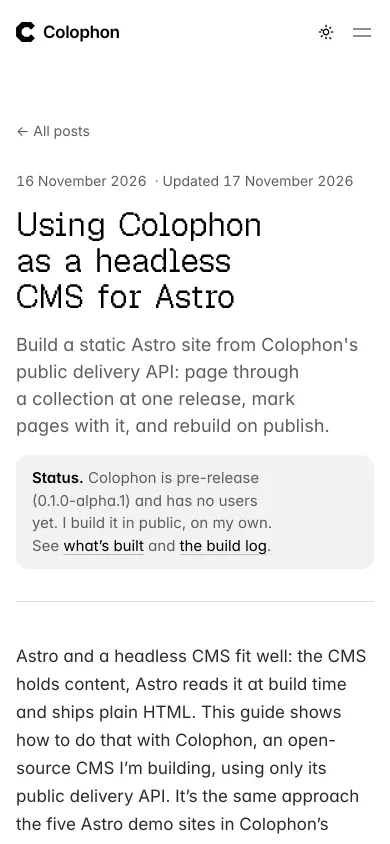 Colophon
← All posts
16 November 2026 · Updated 17 November 2026
Using Colophon
as a headless
CMS for Astro
Build a static Astro site from Colophon's
public delivery API: page through
a collection at one release, mark
pages with it, and rebuild on publish.
Status. Colophon is pre-release
(0.1.0-alpha.1) and has no users
yet. I build it in public, on my own.
See what’s built and the build log.
Astro and a headless CMS fit well: the CMS
holds content, Astro reads it at build time
and ships plain HTML. This guide shows
how to do that with Colophon, an open-
source CMS I’m building, using only its
public delivery API. It’s the same approach
the five Astro demo sites in Colophon’s